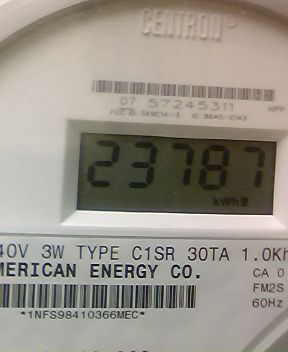 CENTRON®
07 57245311
23787
kWh
40V 3W TYPE C1SR 30TA 1.0Kh
MERICAN ENERGY CO.
CA 0
FM2S
60Hz
*1NFS98410366MEC*